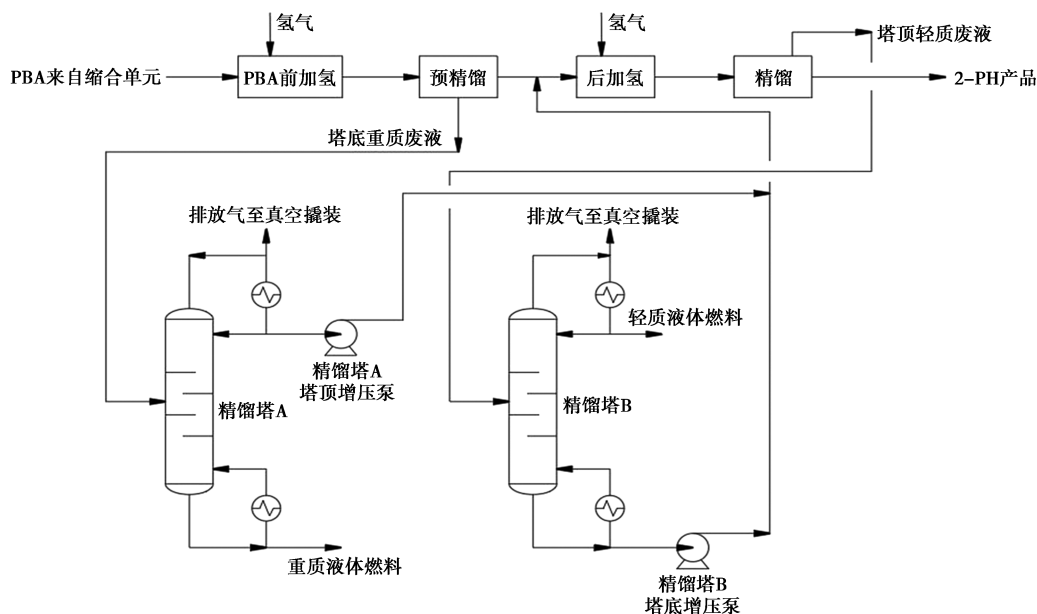 氢气
氢气
塔顶轻质废液
PBA来自缩合单元
PBA前加氢
预精馏
后加氢
精馏
2-PH产品
塔底重质废液
排放气至真空撬装
排放气至真空撬装
轻质液体燃料
精馏塔A
塔顶增压泵
精馏塔A
精馏塔B
重质液体燃料
精馏塔B
塔底增压泵